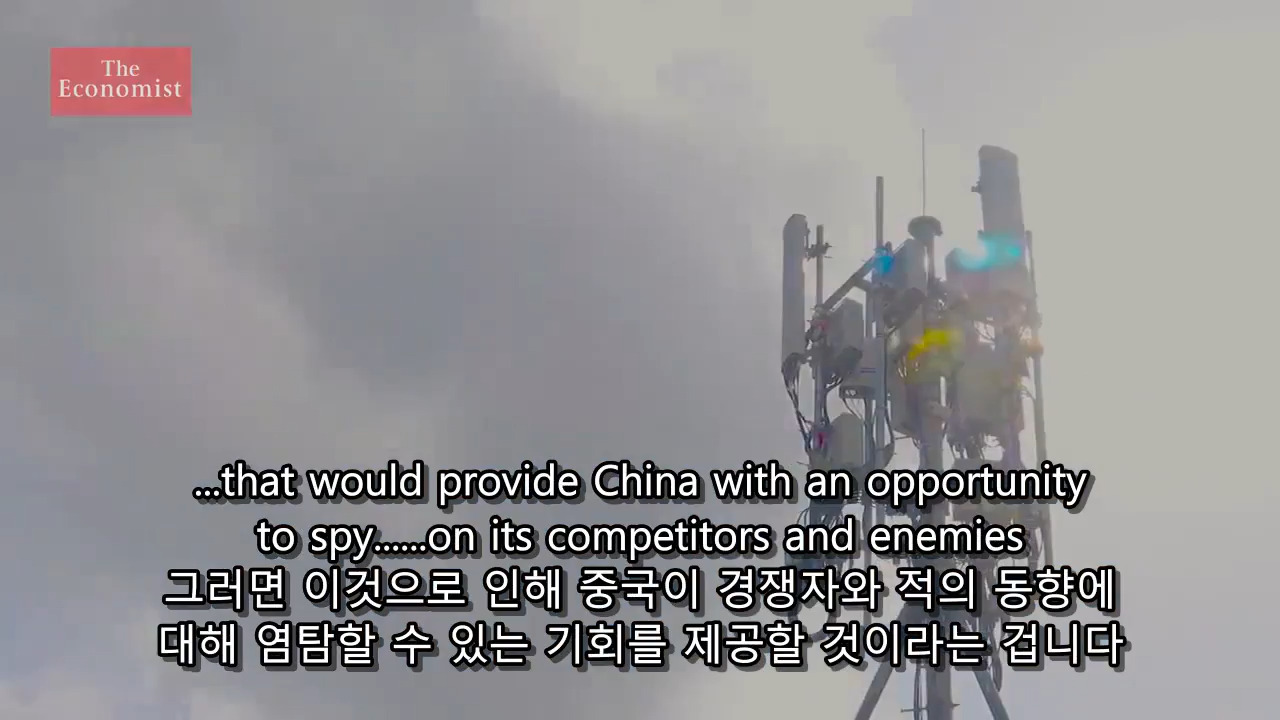 The
Economist
...that would provide China with an opportunity
to spy......on its competitors and enemies
그러면 이것으로 인해 중국이 경쟁자와 적의 동향에
대해 염탐할 수 있는 기회를 제공할 것이라는 겁니다